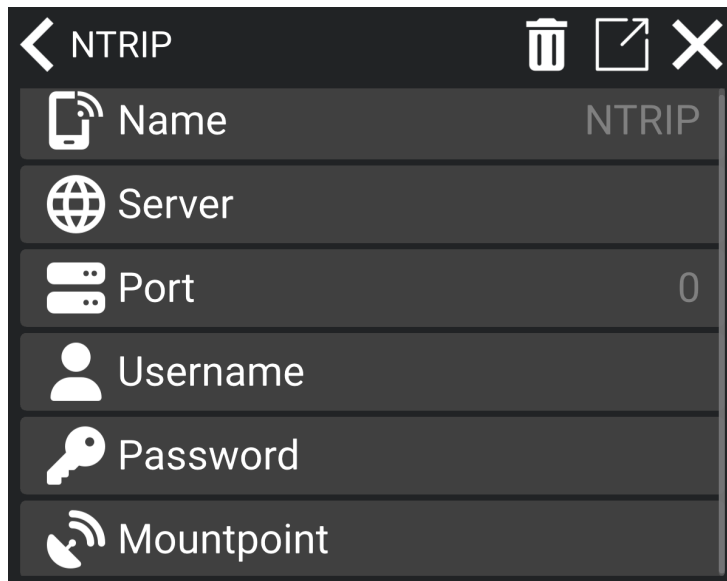 NTRIP
Name NTRIP
Server
Port 0
Username
Password
Mountpoint